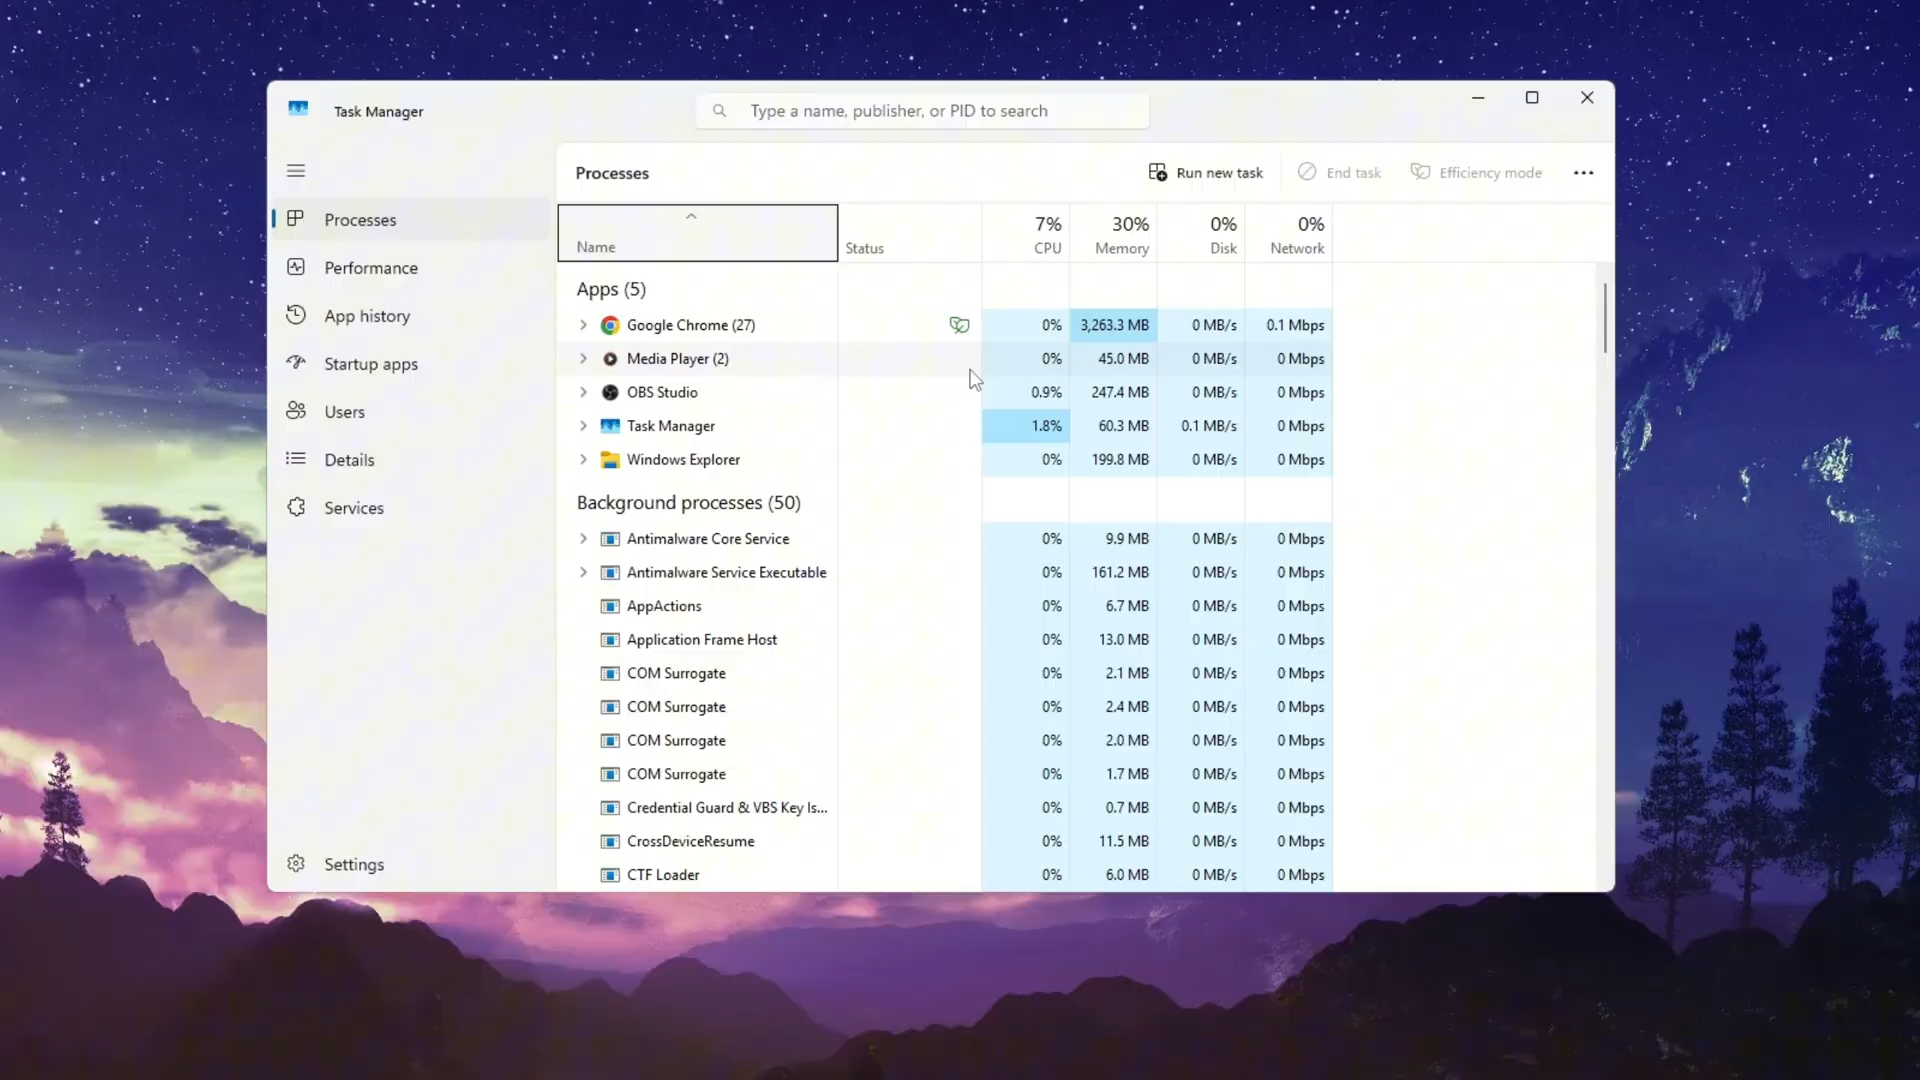 Task Manager
Type a name, publisher, or PID to search
Processes
Run new task
End task
Efficiency mode
Processes
Performance
App history
Startup apps
Users
Details
Services
Settings
Name Status 7% CPU 30% Memory 0% Disk 0% Network
Apps (5)
Google Chrome (27) 0% 3,263.3 MB 0 MB/s 0.1 Mbps
Media Player (2) 0% 45.0 MB 0 MB/s 0 Mbps
OBS Studio 0.9% 247.4 MB 0 MB/s 0 Mbps
Task Manager 1.8% 60.3 MB 0.1 MB/s 0 Mbps
Windows Explorer 0% 199.8 MB 0 MB/s 0 Mbps
Background processes (50)
Antimalware Core Service 0% 9.9 MB 0 MB/s 0 Mbps
Antimalware Service Executable 0% 161.2 MB 0 MB/s 0 Mbps
AppActions 0% 6.7 MB 0 MB/s 0 Mbps
Application Frame Host 0% 13.0 MB 0 MB/s 0 Mbps
COM Surrogate 0% 2.1 MB 0 MB/s 0 Mbps
COM Surrogate 0% 2.4 MB 0 MB/s 0 Mbps
COM Surrogate 0% 2.0 MB 0 MB/s 0 Mbps
COM Surrogate 0% 1.7 MB 0 MB/s 0 Mbps
Credential Guard & VBS Key Is... 0% 0.7 MB 0 MB/s 0 Mbps
CrossDeviceResume 0% 11.5 MB 0 MB/s 0 Mbps
CTF Loader 0% 6.0 MB 0 MB/s 0 Mbps